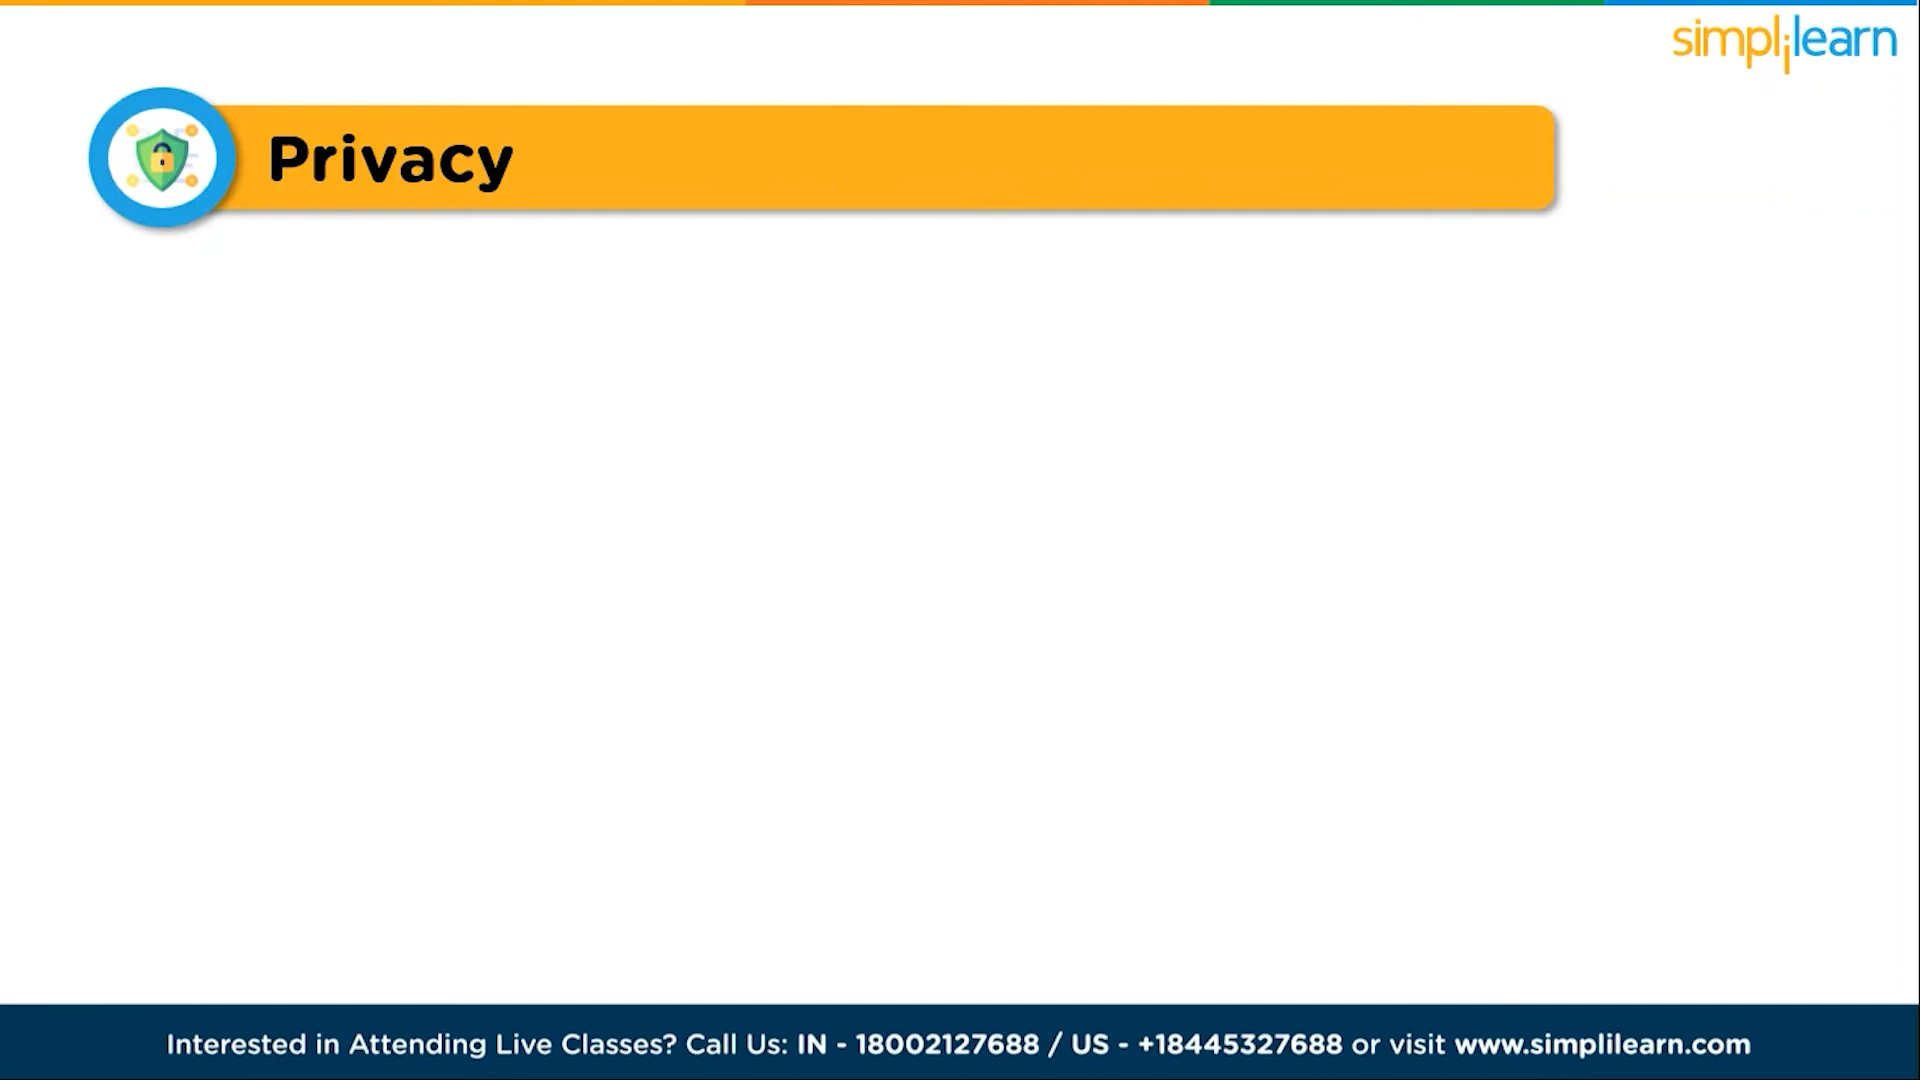 simplilearn
Privacy
Interested in Attending Live Classes? Call Us: IN - 18002127688 / US - +18445327688 or visit www.simplilearn.com